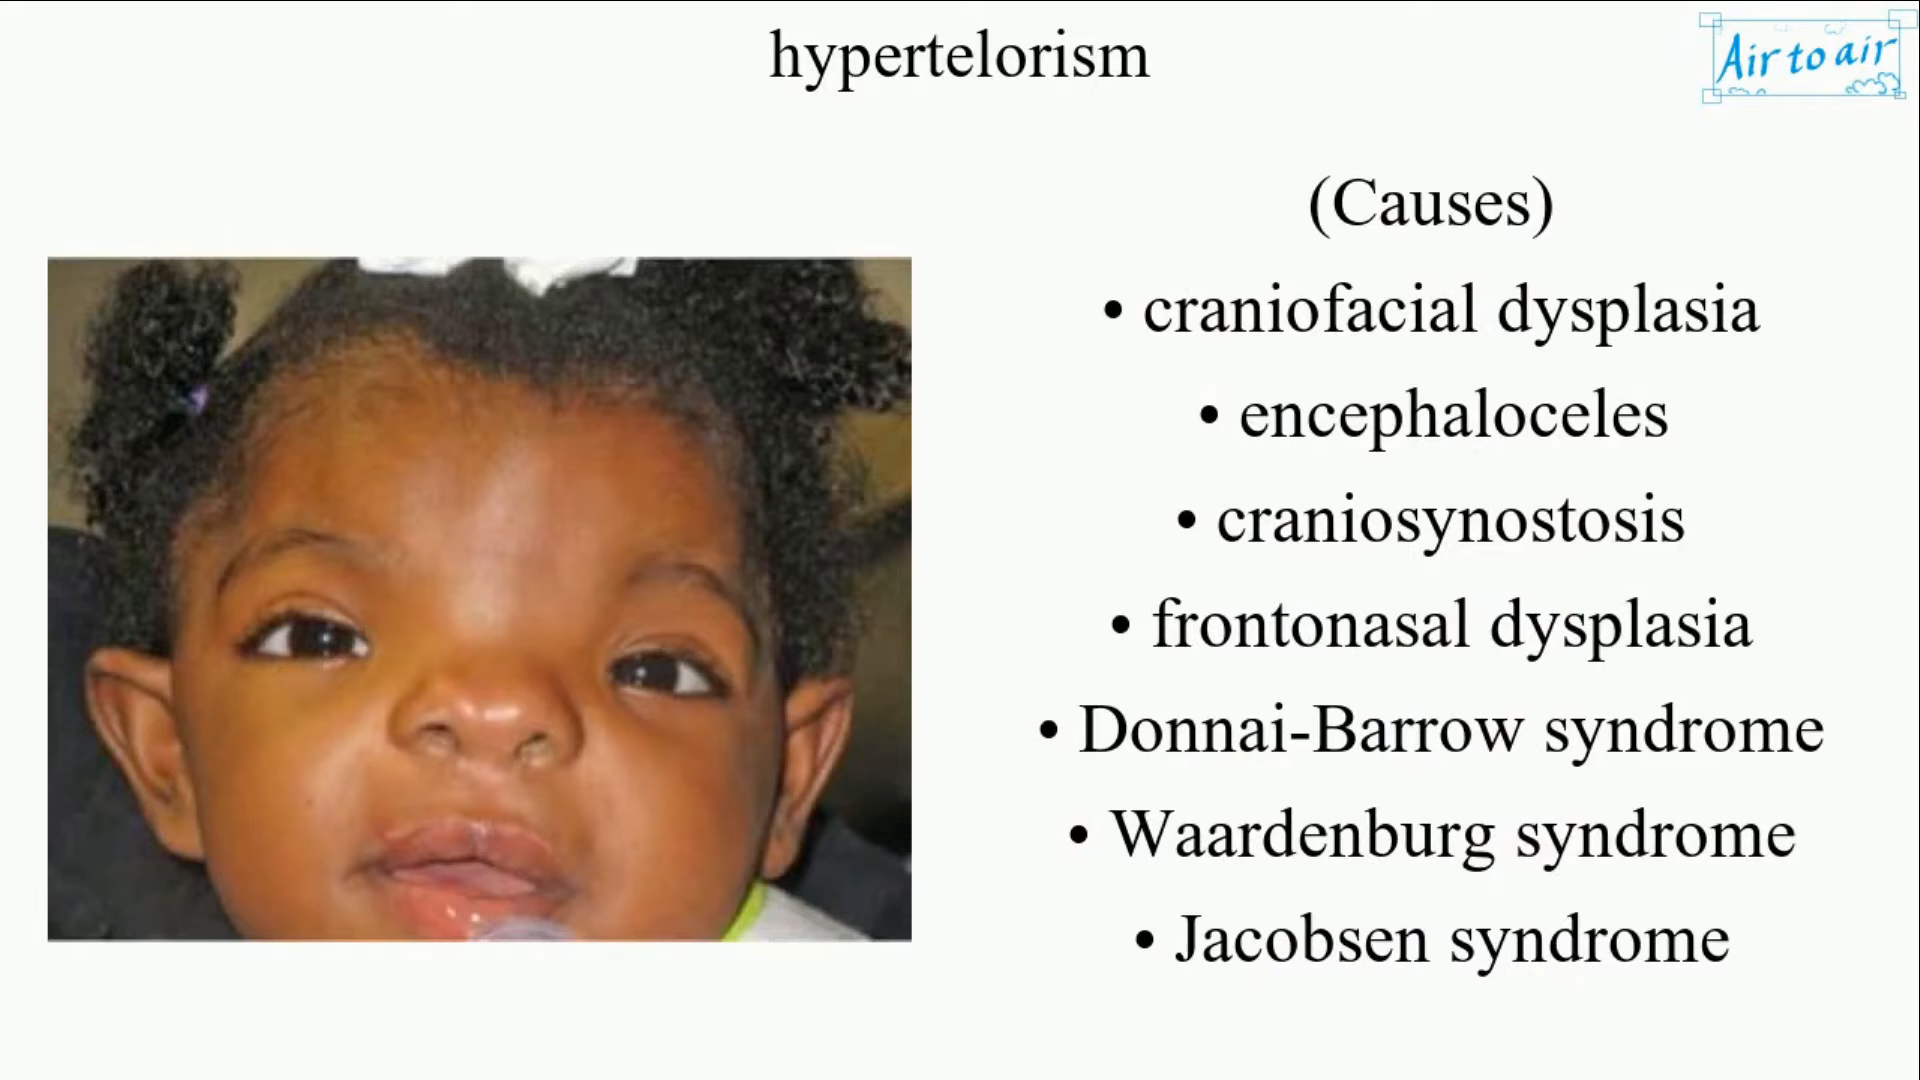 hypertelorism
Air to air
(Causes)
• craniofacial dysplasia
• encephaloceles
• craniosynostosis
• frontonasal dysplasia
• Donnai-Barrow syndrome
• Waardenburg syndrome
• Jacobsen syndrome